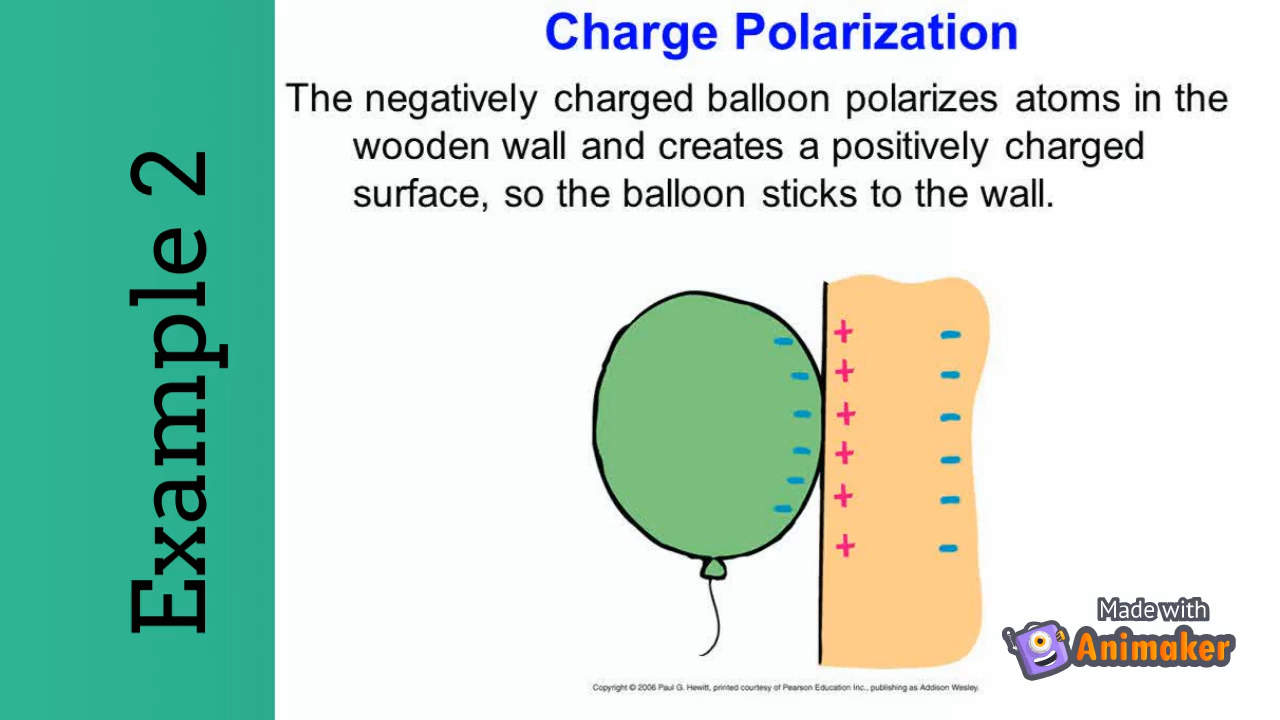 Example 2
Charge Polarization
The negatively charged balloon polarizes atoms in the
wooden wall and creates a positively charged
surface, so the balloon sticks to the wall.
Made with
Animaker
Copyright © 2006 Paul G. Hewitt, printed courtesy of Pearson Education Inc., publishing as Addison Wesley.